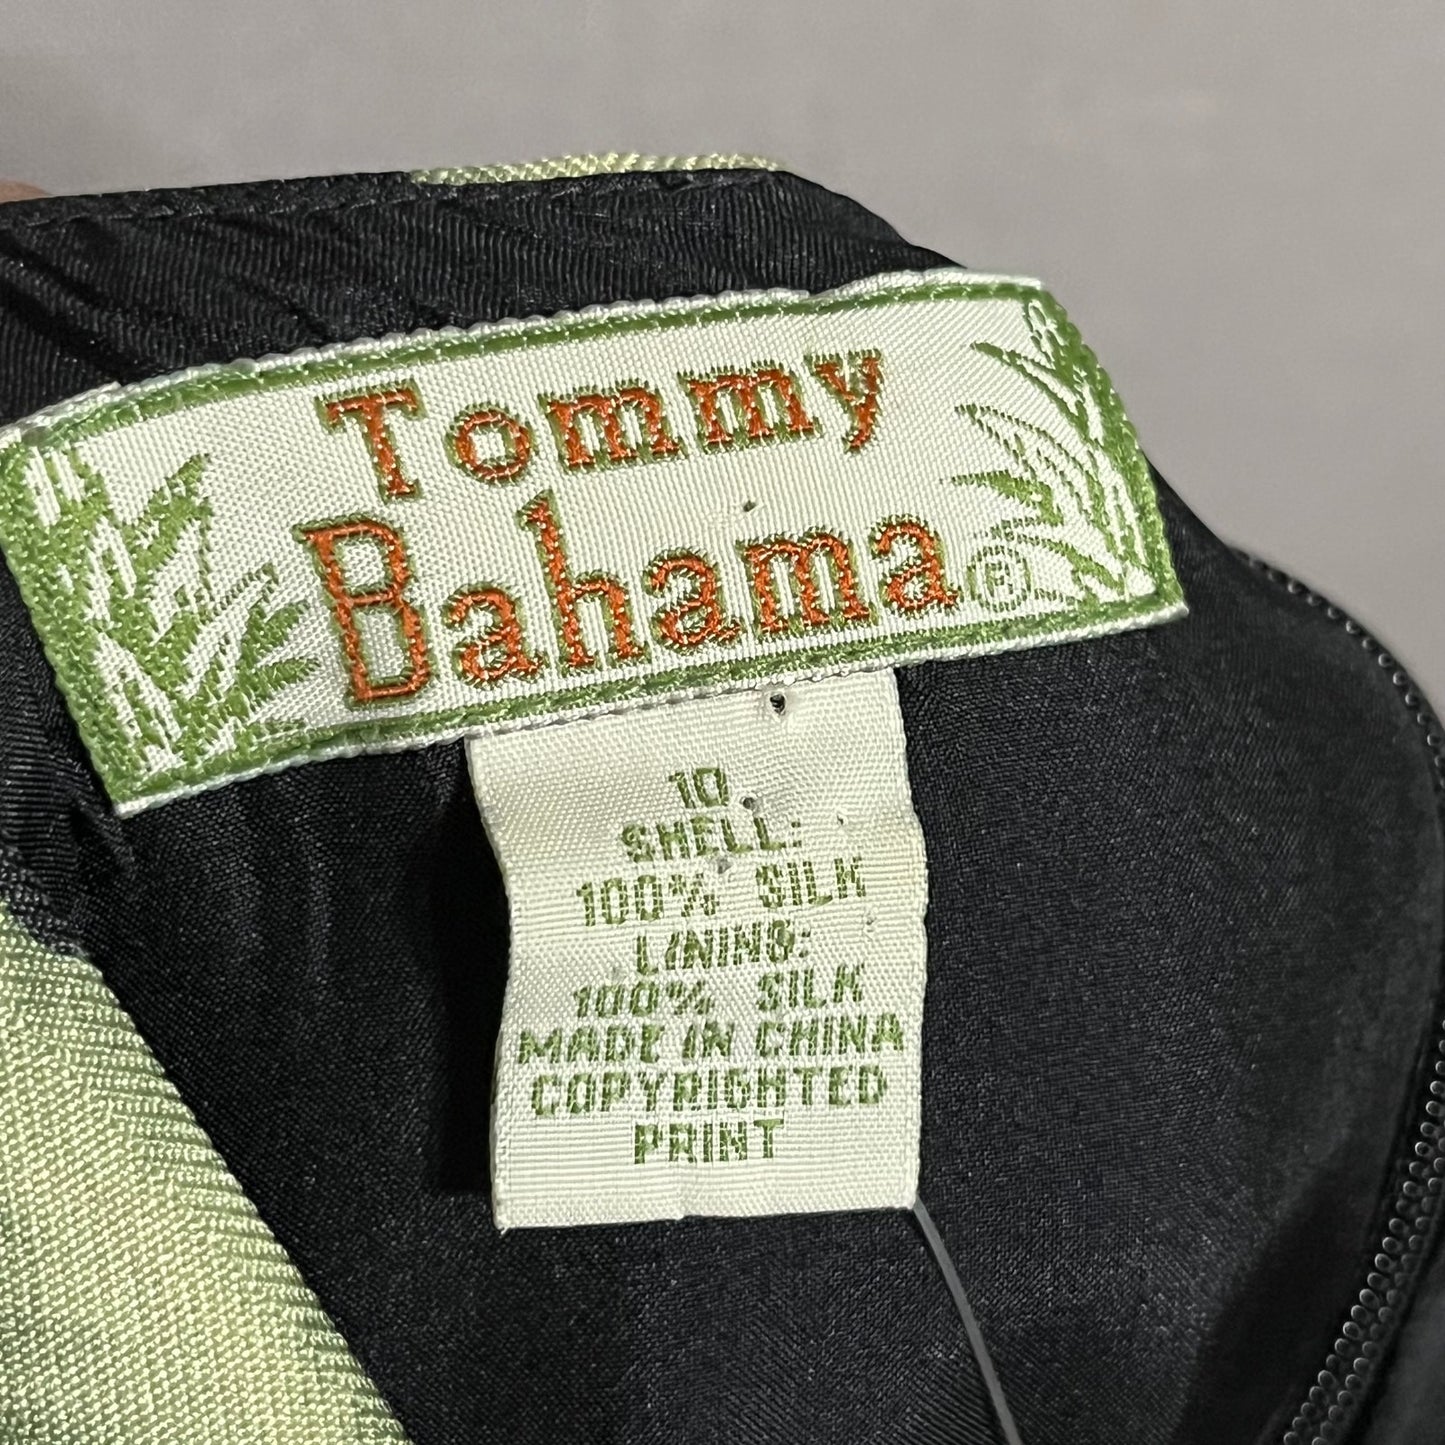 Tommy
Bahama®
10
SHELL:
100% SILK
LINING:
100% SILK
MADE IN CHINA
COPYRIGHTED
PRINT